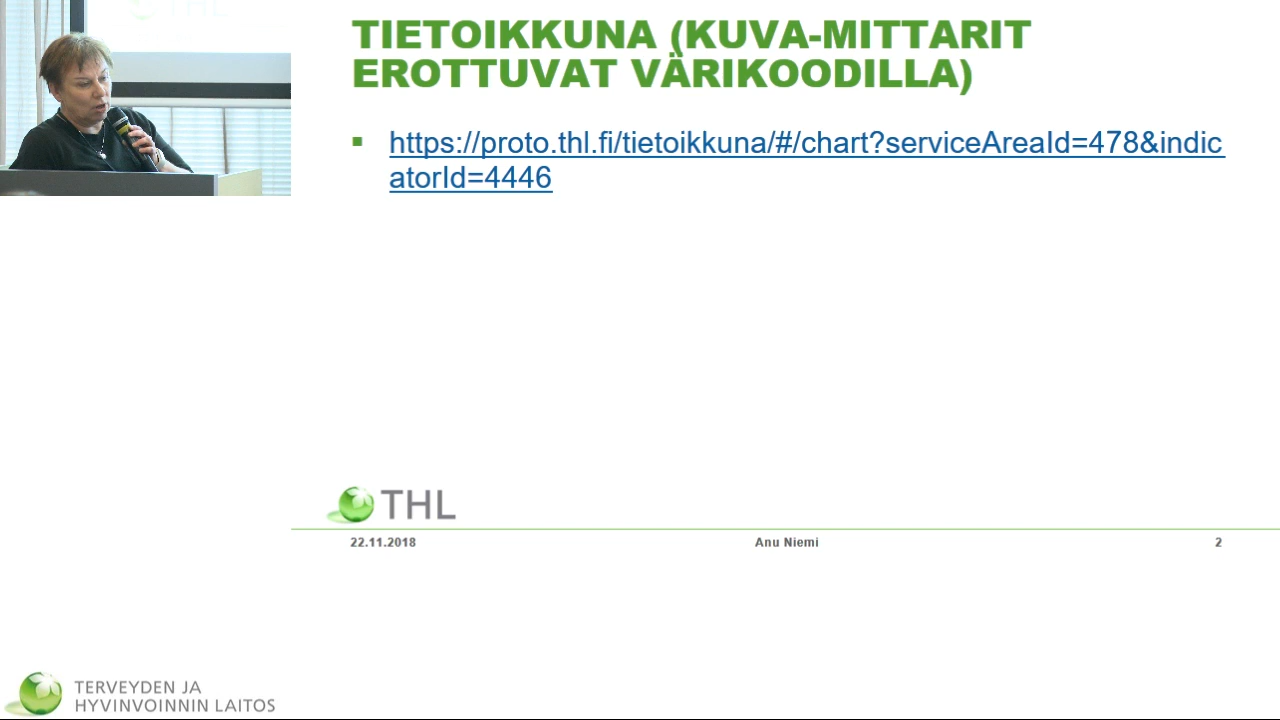 THL
TIETOIKKUNA (KUVA-MITTARIT
EROTTUVAT VÄRIKOODILLA)
https://proto.thl.fi/tietoikkuna/#/chart?serviceAreaId=478&indic
atorId=4446
THL
22.11.2018 Anu Niemi 2
TERVEYDEN JA
HYVINVOINNIN LAITOS